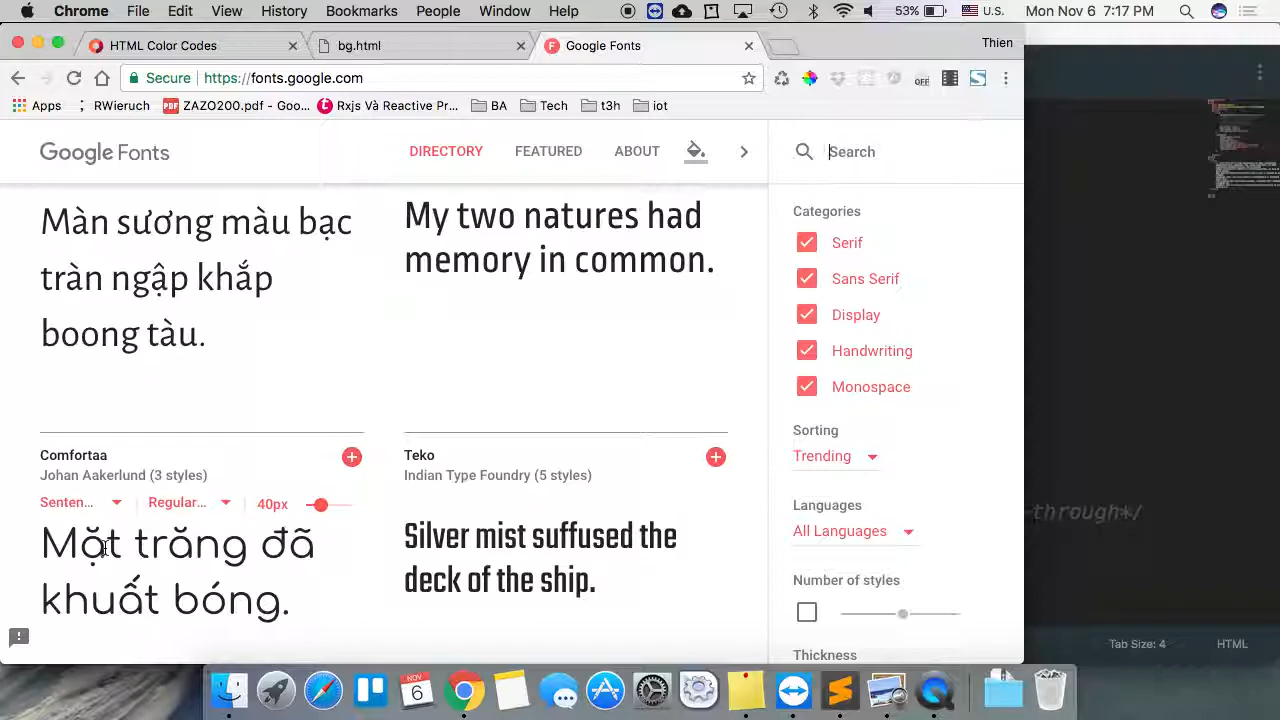 Chrome File Edit View History Bookmarks People Window Help 53% U.S. Mon Nov 6 7:17 PM
HTML Color Codes bg.html Google Fonts Thien
Secure https://fonts.google.com OFF
Apps RWieruch ZAZO200.pdf - Goo... Rxjs Và Reactive Pr... BA Tech t3h iot
Google Fonts DIRECTORY FEATURED ABOUT Search
Màn sương màu bạc
tràn ngập khắp
boong tàu.
My two natures had
memory in common.
Comfortaa
Johan Aakerlund (3 styles)
Senten... Regular... 40px
Mặt trăng đã
khuất bóng.
Teko
Indian Type Foundry (5 styles)
Silver mist suffused the
deck of the ship.
Categories
Serif
Sans Serif
Display
Handwriting
Monospace
Sorting
Trending
Languages
All Languages
Number of styles
Thickness
-through*/
Tab Size: 4 HTML
NOV
6